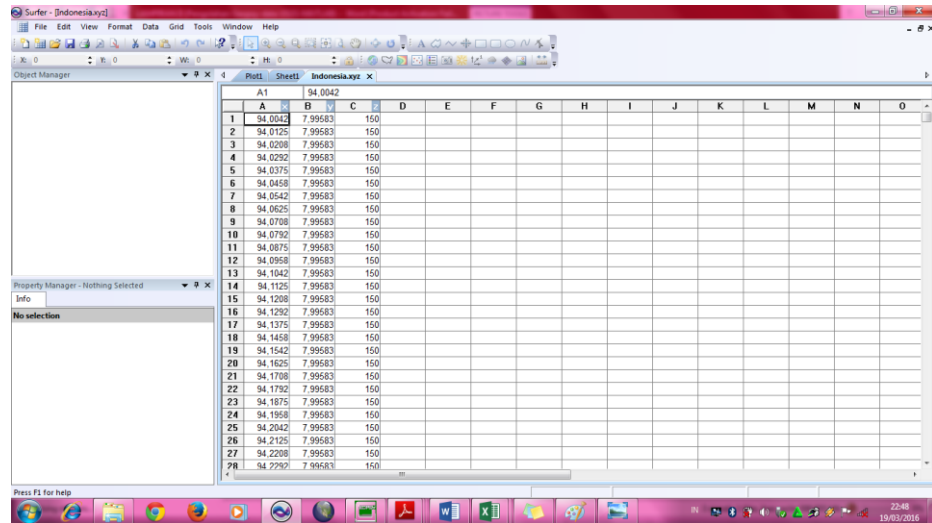 Surfer - [Indonesia.xyz]
File Edit View Format Data Grid Tools Window Help
X: 0 Y: 0 W: 0 H: 0
Object Manager
Plot1 Sheet1 Indonesia.xyz
A1 94,0042
A x B y C z D E F G H I J K L M N O
1 94,0042 7,99583 150
2 94,0125 7,99583 150
3 94,0208 7,99583 150
4 94,0292 7,99583 150
5 94,0375 7,99583 150
6 94,0458 7,99583 150
7 94,0542 7,99583 150
8 94,0625 7,99583 150
9 94,0708 7,99583 150
10 94,0792 7,99583 150
11 94,0875 7,99583 150
12 94,0958 7,99583 150
13 94,1042 7,99583 150
Property Manager - Nothing Selected
14 94,1125 7,99583 150
Info
15 94,1208 7,99583 150
No selection
16 94,1292 7,99583 150
17 94,1375 7,99583 150
18 94,1458 7,99583 150
19 94,1542 7,99583 150
20 94,1625 7,99583 150
21 94,1708 7,99583 150
22 94,1792 7,99583 150
23 94,1875 7,99583 150
24 94,1958 7,99583 150
25 94,2042 7,99583 150
26 94,2125 7,99583 150
27 94,2208 7,99583 150
28 94,2292 7,99583 150
Press F1 for help
IN 22:48
19/03/2016